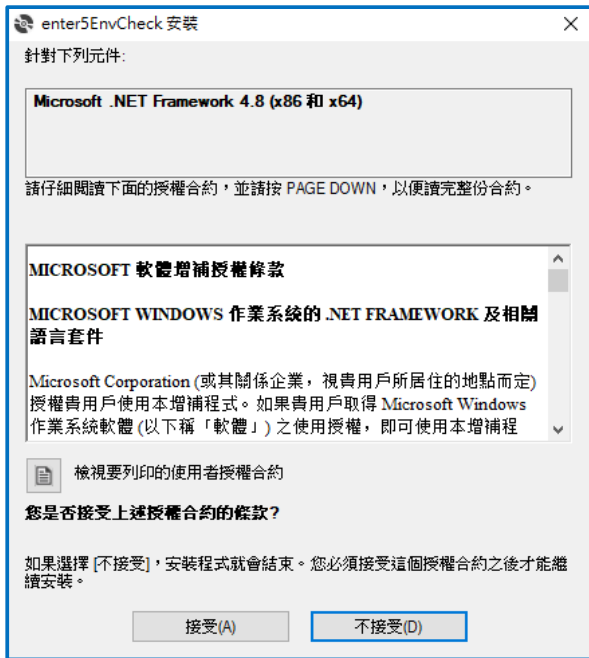 enter5EnvCheck 安裝
針對下列元件:
Microsoft .NET Framework 4.8 (x86 和 x64)
請仔細閱讀下面的授權合約，並請按 PAGE DOWN，以便讀完整份合約。
MICROSOFT 軟體增補授權條款
MICROSOFT WINDOWS 作業系統的 .NET FRAMEWORK 及相關
語言套件
Microsoft Corporation (或其關係企業，視貴用戶所居住的地點而定)
授權貴用戶使用本增補程式。如果貴用戶取得 Microsoft Windows
作業系統軟體 (以下稱「軟體」) 之使用授權，即可使用本增補程
檢視要列印的使用者授權合約
您是否接受上述授權合約的條款?
如果選擇 [不接受]，安裝程式就會結束。您必須接受這個授權合約之後才能繼
續安裝。
接受(A)
不接受(D)